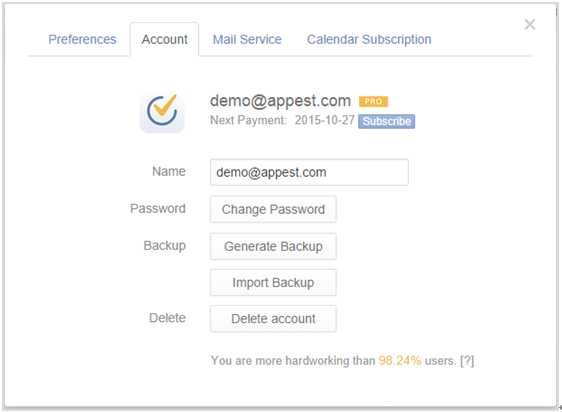 Preferences Account Mail Service Calendar Subscription
demo@appest.com PRO
Next Payment: 2015-10-27 Subscribe
Name demo@appest.com
Password Change Password
Backup Generate Backup
Import Backup
Delete Delete account
You are more hardworking than 98.24% users. [?]